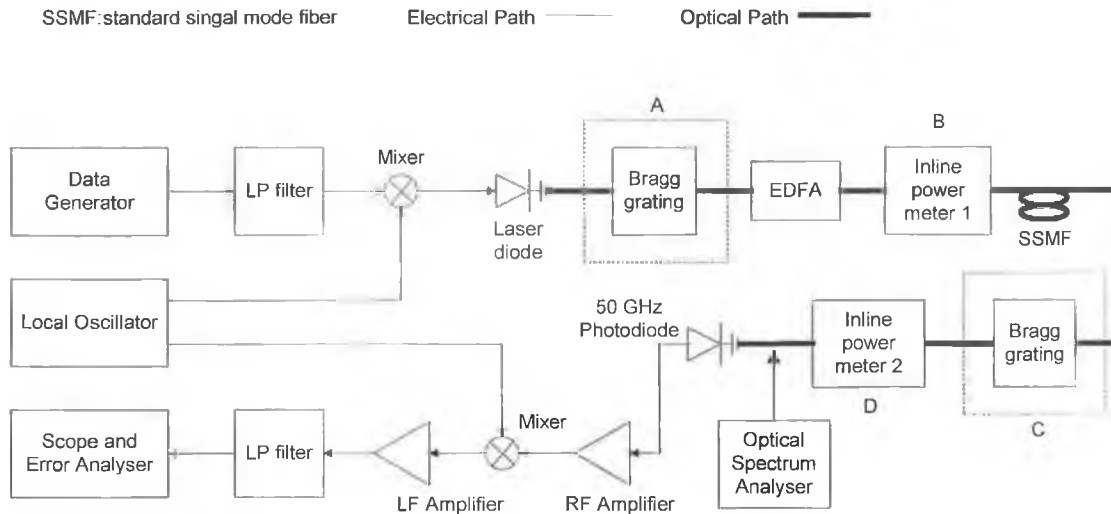 SSMF:standard singal mode fiber
Electrical Path
Optical Path
A
B
Data
Generator
LP filter
Mixer
Laser
diode
Bragg
grating
EDFA
Inline
power
meter 1
SSMF
Local Oscillator
50 GHz
Photodiode
Inline
power
meter 2
Bragg
grating
D
C
Scope and
Error Analyser
LP filter
LF Amplifier
Mixer
RF Amplifier
Optical
Spectrum
Analyser